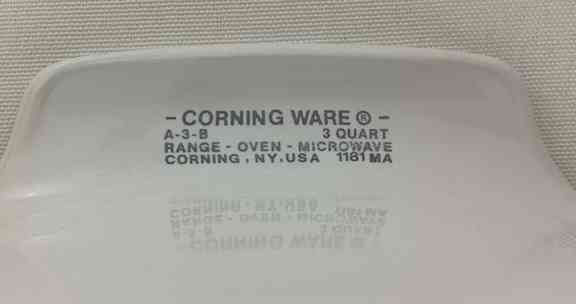 - CORNING WARE ® -
A-3-B 3 QUART
RANGE - OVEN - MICROWAVE
CORNING, NY, USA 1181 MA